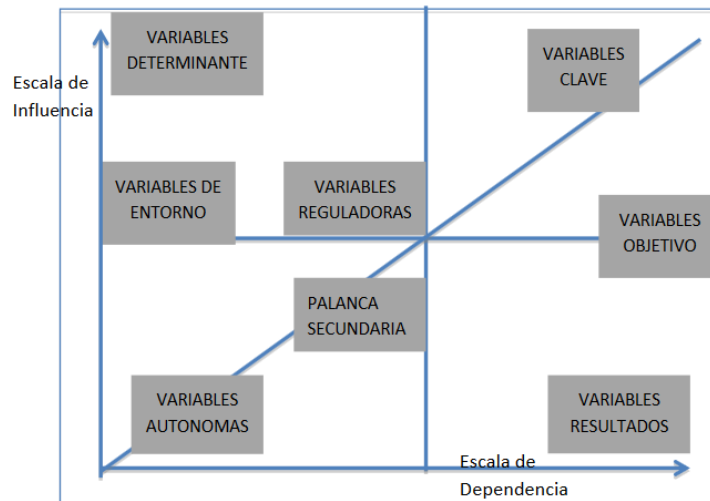 VARIABLES
DETERMINANTE
VARIABLES
CLAVE
Escala de
Influencia
VARIABLES DE
ENTORNO
VARIABLES
REGULADORAS
VARIABLES
OBJETIVO
PALANCA
SECUNDARIA
VARIABLES
AUTONOMAS
VARIABLES
RESULTADOS
Escala de
Dependencia